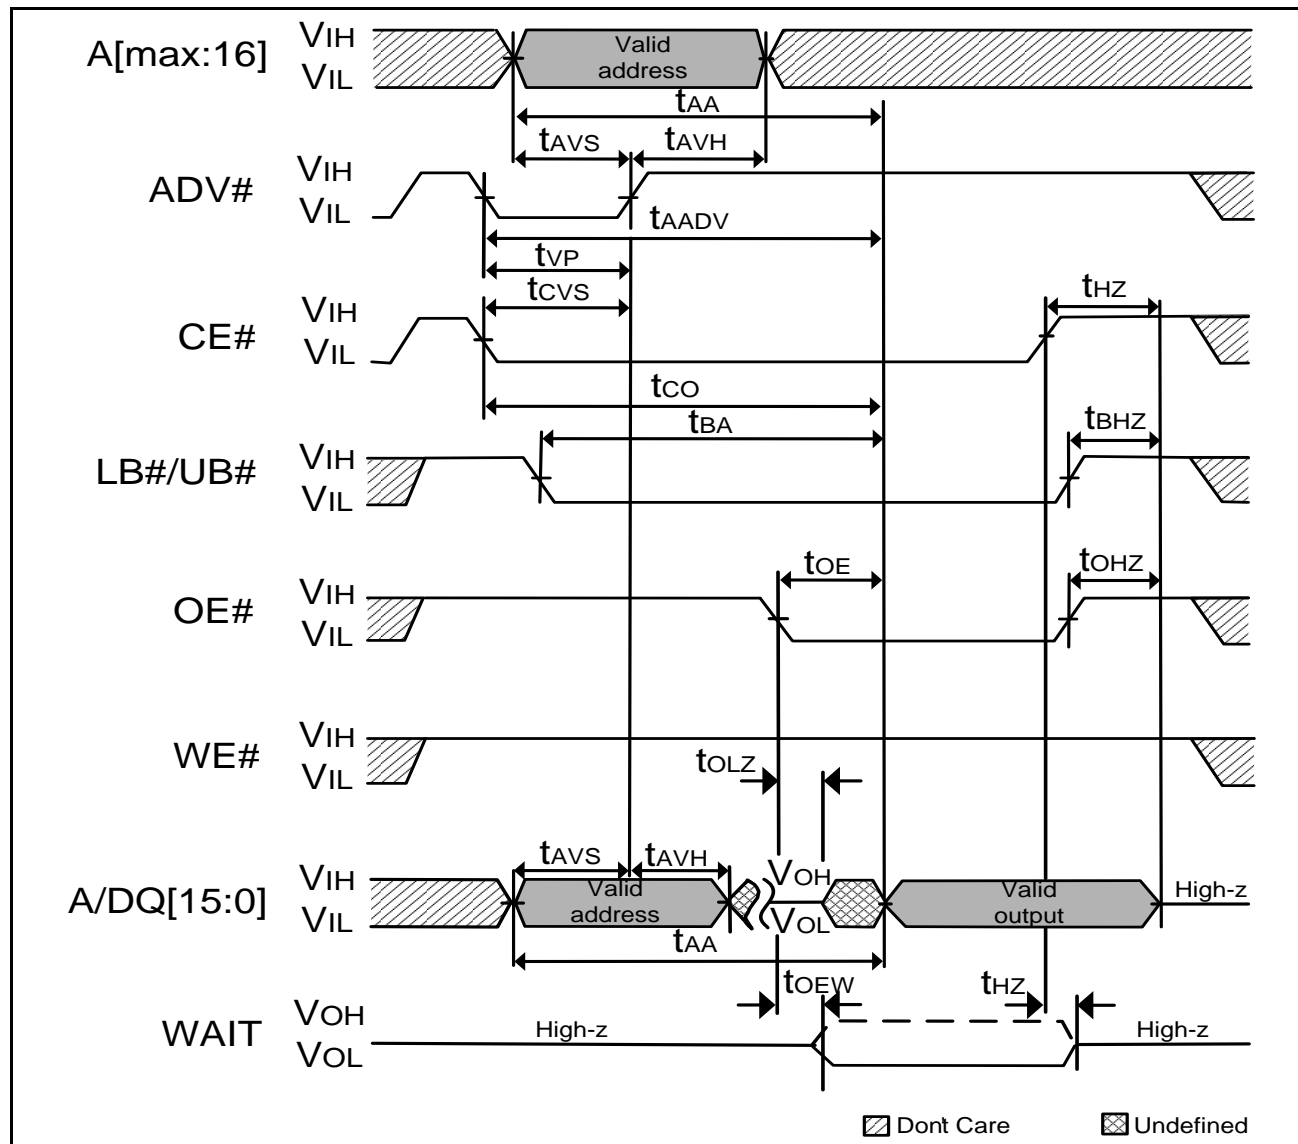 A[max:16]
VIH
VIL
Valid
address
tAA
tAVS
tAVH
ADV#
VIH
VIL
tAADV
tVP
tCVS
CE#
VIH
VIL
tHZ
tCO
tBA
tBHZ
LB#/UB#
VIH
VIL
tOE
tOHZ
OE#
VIH
VIL
WE#
VIH
VIL
tOLZ
tAVS
tAVH
A/DQ[15:0]
VIH
VIL
Valid
address
VOH
VOL
Valid
output
High-z
tAA
tOEW
tHZ
WAIT
VOH
VOL
High-z
High-z
Don't Care
Undefined